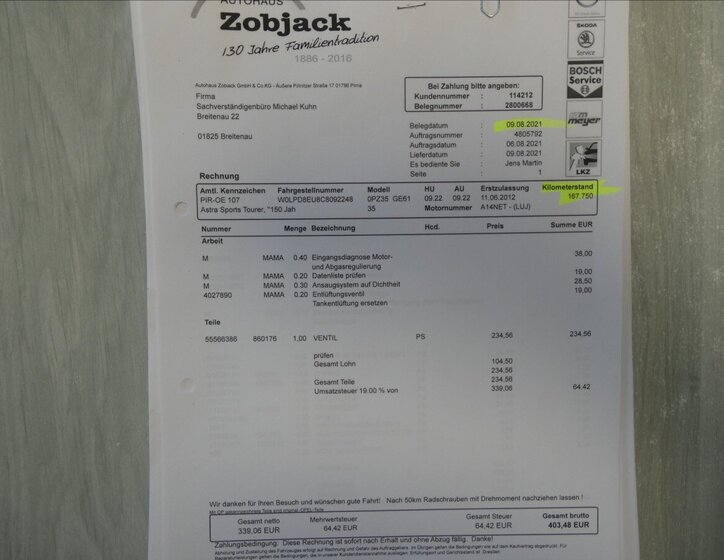 AUTOHAUS
Zobjack
130 Jahre Familientradition
1886 - 2016
Autohaus Zoback GmbH & Co KG - Äußere Pillnitzer Straße 17 01796 Pirna
Firma
Sachverständigenbüro Michael Kuhn
Breitenau 22
01825 Breitenau
Bei Zahlung bitte angeben:
Kundennummer : 114212
Belegnummer : 2800668
Belegdatum : 09.08.2021
Auftragsnummer : 4805792
Auftragsdatum : 06.08.2021
Lieferdatum : 09.08.2021
Es bediente Sie : Jens Martin
Seite : 1
ŠKODA
Service
BOSCH
Service
meyer
LKZ
Rechnung
Amtl. Kennzeichen Fahrgestellnummer Modell HU AU Erstzulassung Kilometerstand
PIR-OE 107 W0LPD8EU8C8092248 0PZ35 GE61 09.22 09.22 11.06.2012 167.750
Astra Sports Tourer, "150 Jah 35 Motornummer A14NET - (LUJ)
Nummer Menge Bezeichnung Hcd. Preis Summe EUR
Arbeit
M MAMA 0.40 Eingangsdiagnose Motor- 38,00
und Abgasregulierung
M MAMA 0.20 Datenliste prüfen 19,00
M MAMA 0.30 Ansaugsystem auf Dichtheit 28,50
4027890 MAMA 0.20 Entlüftungsventil 19,00
Tankentlüftung ersetzen
Teile
55566386 860176 1,00 VENTIL PS 234,56 234,56
prüfen
Gesamt Lohn 104,50
234,56
Gesamt Teile 234,56
Umsatzsteuer 19.00 % von 339,06 64,42
Wir danken für Ihren Besuch und wünschen gute Fahrt! Nach 50km Radschrauben mit Drehmoment nachziehen lassen!
Gesamt netto Mehrwertsteuer Gesamt Steuer Gesamt brutto
339,06 EUR 64,42 EUR 64,42 EUR 403,48 EUR
Zahlungsbedingung: Diese Rechnung ist sofort nach Erhalt und ohne Abzug fällig. Danke!